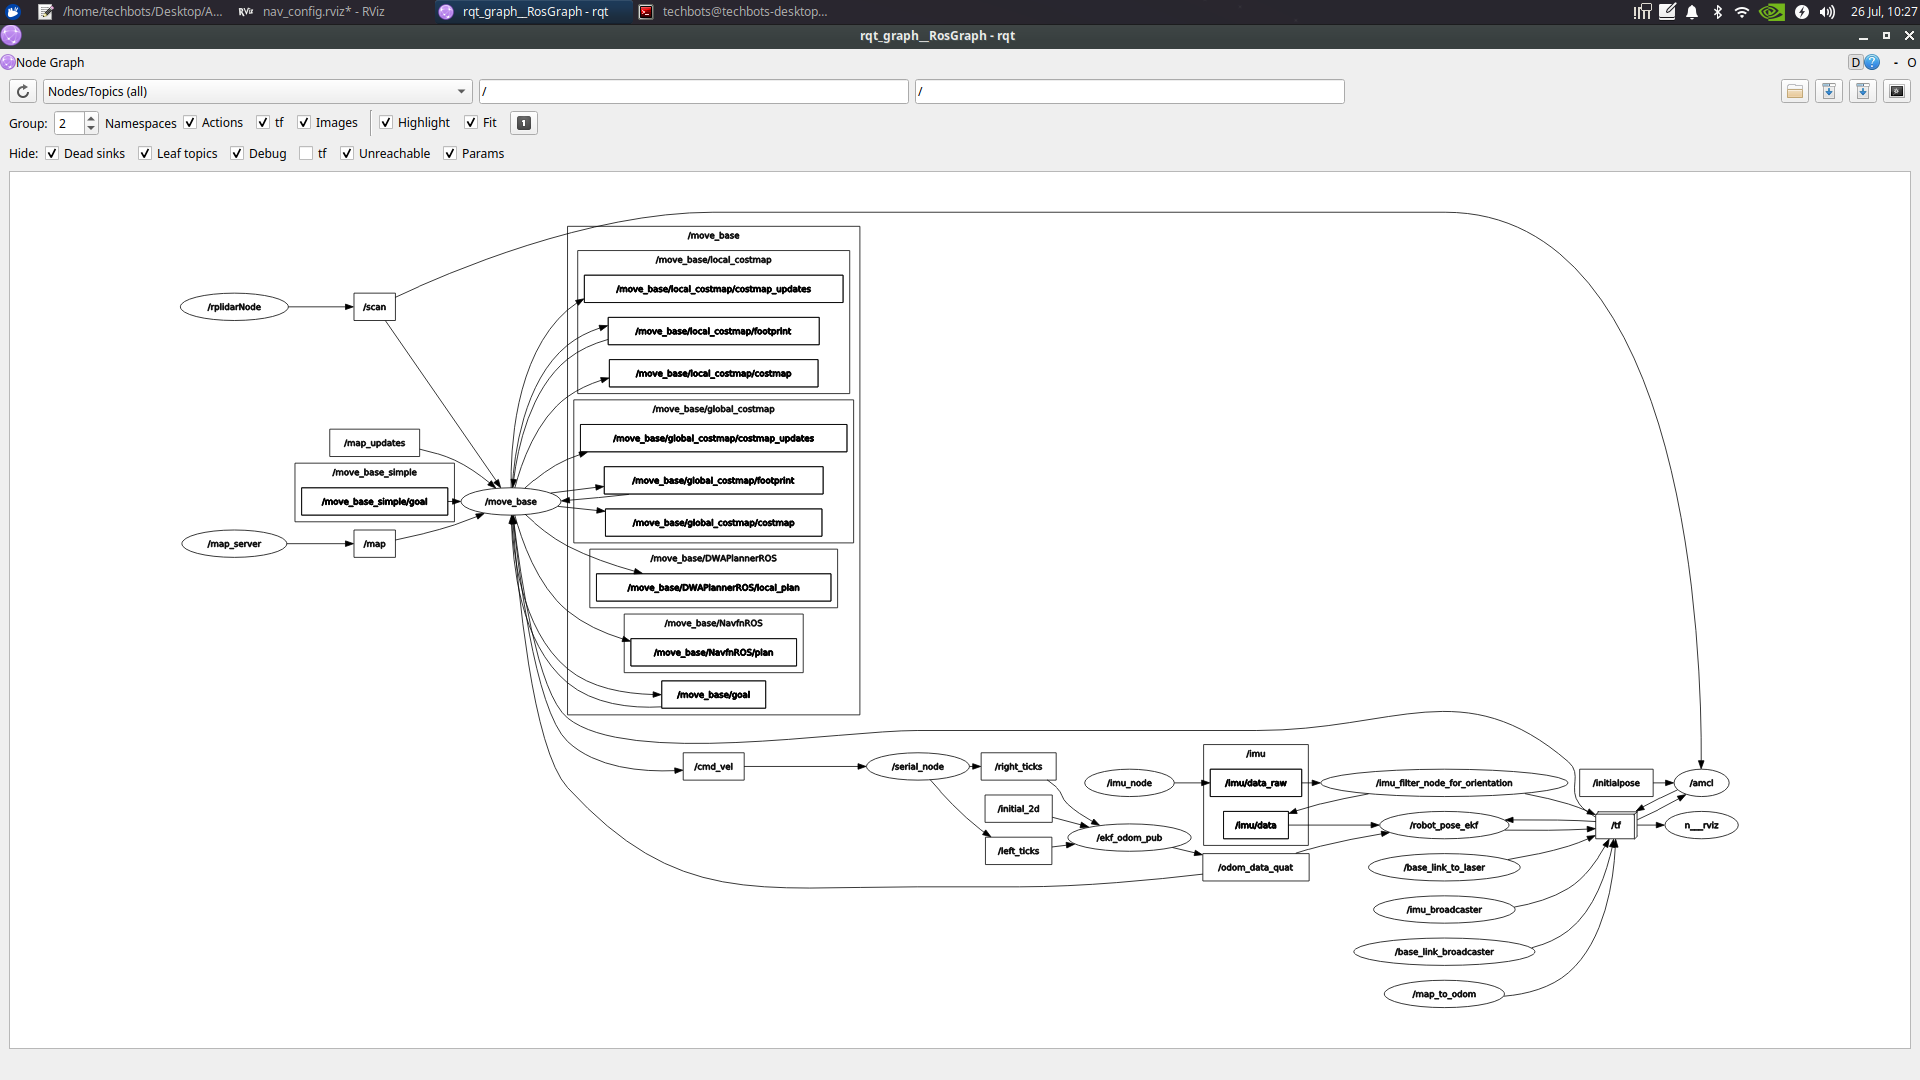 /home/techbots/Desktop/A...
RViz
nav_config.rviz* - RViz
rqt_graph__RosGraph - rqt
techbots@techbots-desktop...
26 Jul, 10:27
rqt_graph__RosGraph - rqt
Node Graph
D
?
- O
Nodes/Topics (all)
/
/
Group: 2 Namespaces Actions tf Images Highlight Fit 1
Hide: Dead sinks Leaf topics Debug tf Unreachable Params
/move_base
/move_base/local_costmap
/move_base/local_costmap/costmap_updates
/rplidarNode
/scan
/move_base/local_costmap/footprint
/move_base/local_costmap/costmap
/move_base/global_costmap
/move_base/global_costmap/costmap_updates
/map_updates
/move_base_simple
/move_base/global_costmap/footprint
/move_base_simple/goal
/move_base
/move_base/global_costmap/costmap
/map_server
/map
/move_base/DWAPlannerROS
/move_base/DWAPlannerROS/local_plan
/move_base/NavfnROS
/move_base/NavfnROS/plan
/move_base/goal
/cmd_vel
/serial_node
/right_ticks
/initial_2d
/left_ticks
/imu_node
/ekf_odom_pub
/imu
/imu/data_raw
/imu/data
/odom_data_quat
/imu_filter_node_for_orientation
/robot_pose_ekf
/base_link_to_laser
/imu_broadcaster
/base_link_broadcaster
/map_to_odom
/initialpose
/tf
/amcl
n__rviz